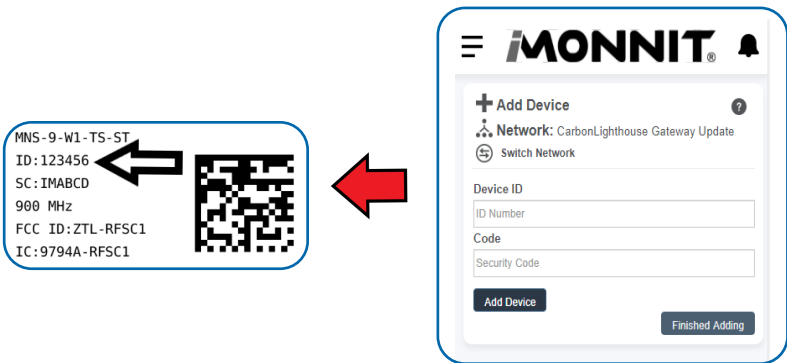 MNS-9-W1-TS-ST
ID:123456
SC:IMABCD
900 MHz
FCC ID:ZTL-RFSC1
IC:9794A-RFSC1
iMONNIT®
Add Device
?
Network: CarbonLighthouse Gateway Update
Switch Network
Device ID
ID Number
Code
Security Code
Add Device
Finished Adding